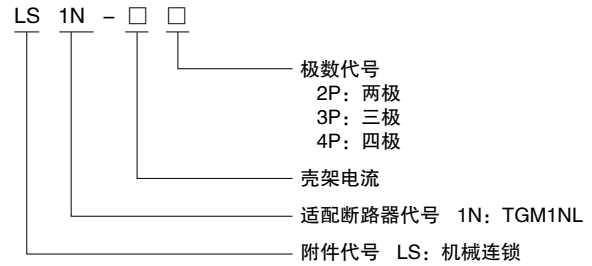 LS 1N – □ □
极数代号
2P：两极
3P：三极
4P：四极
壳架电流
适配断路器代号 1N：TGM1NL
附件代号 LS：机械连锁